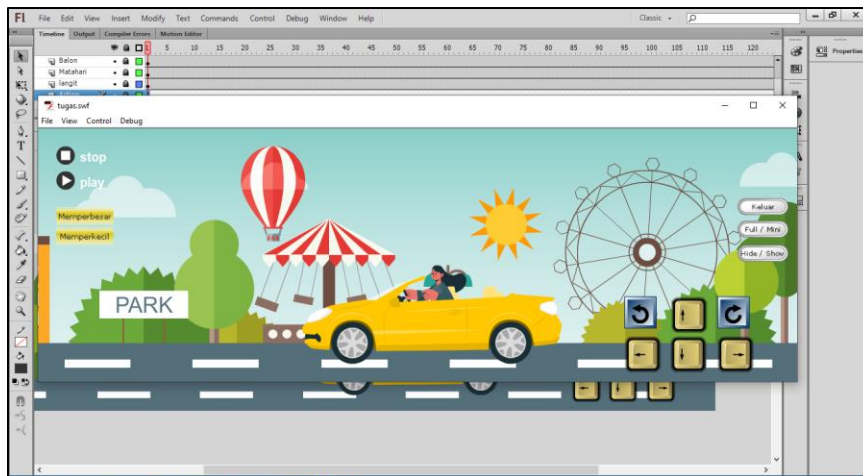 Fl File Edit View Insert Modify Text Commands Control Debug Window Help Classic
Timeline Output Compiler Errors Motion Editor
1 5 10 15 20 25 30 35 40 45 50 55 60 65 70 75 80 85 90 95 100 105 110 115 120
Properties
Balon
Matahari
langit
tugas.swf
File View Control Debug
stop
play
Memperbesar
Memperkecil
PARK
Keluar
Full / Mini
Hide / Show